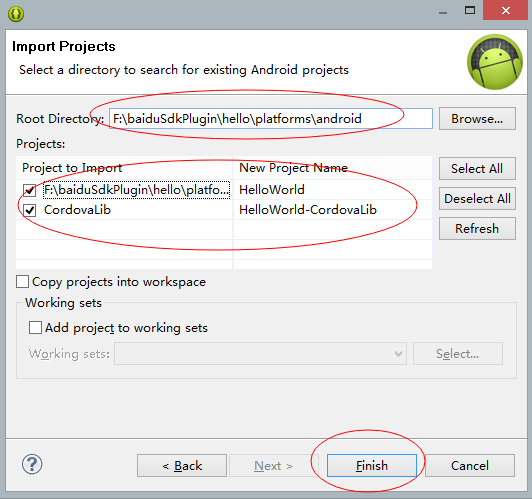 Import Projects
Select a directory to search for existing Android projects
Root Directory: F:\baiduSdkPlugin\hello\platforms\android Browse...
Projects:
Project to Import New Project Name Select All
F:\baiduSdkPlugin\hello\platfo... HelloWorld Deselect All
CordovaLib HelloWorld-CordovaLib
Refresh
Copy projects into workspace
Working sets
Add project to working sets
Working sets: Select...
? < Back Next > Finish Cancel